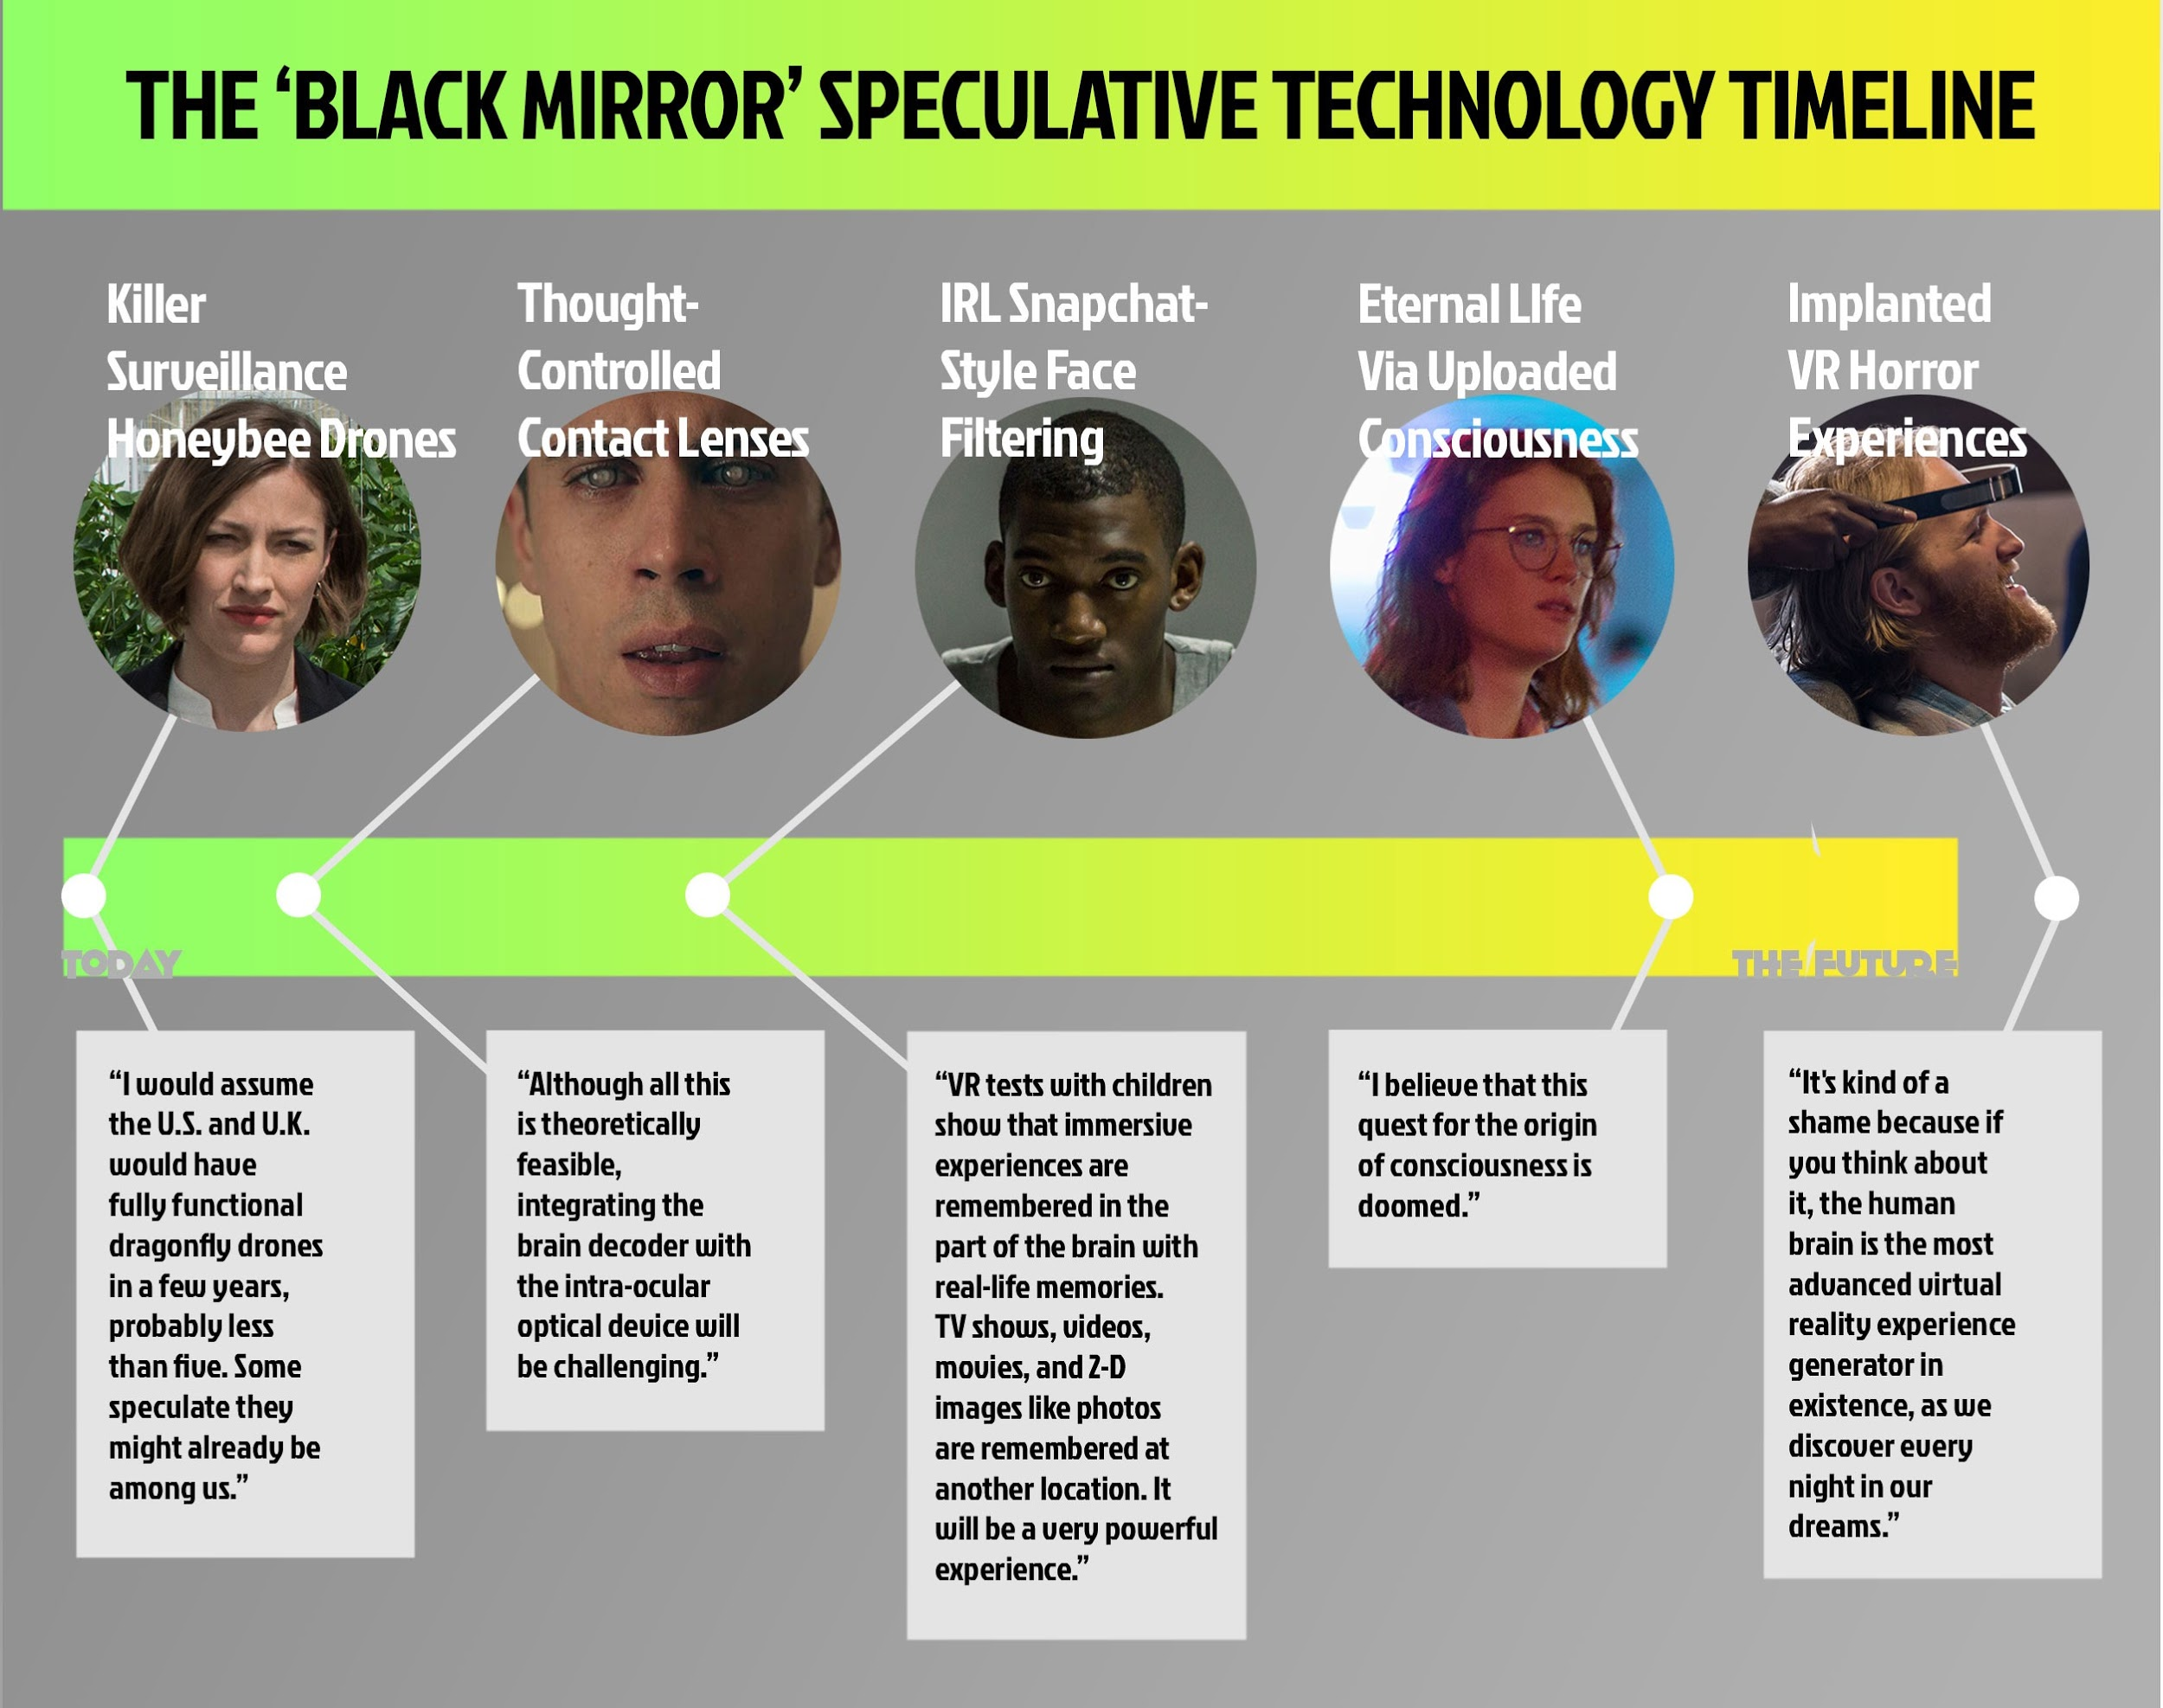 THE ‘BLACK MIRROR’ SPECULATIVE TECHNOLOGY TIMELINE
Killer
Surveillance
Honeybee Drones
Thought-
Controlled
Contact Lenses
IRL Snapchat-
Style Face
Filtering
Eternal LIfe
Via Uploaded
Consciousness
Implanted
VR Horror
Experiences
TODAY
THE FUTURE
“I would assume
the U.S. and U.K.
would have
fully functional
dragonfly drones
in a few years,
probably less
than five. Some
speculate they
might already be
among us.”
“Although all this
is theoretically
feasible,
integrating the
brain decoder with
the intra-ocular
optical device will
be challenging.”
“VR tests with children
show that immersive
experiences are
remembered in the
part of the brain with
real-life memories.
TV shows, videos,
movies, and 2-D
images like photos
are remembered at
another location. It
will be a very powerful
experience.”
“I believe that this
quest for the origin
of consciousness is
doomed.”
“It's kind of a
shame because if
you think about
it, the human
brain is the most
advanced virtual
reality experience
generator in
existence, as we
discover every
night in our
dreams.”